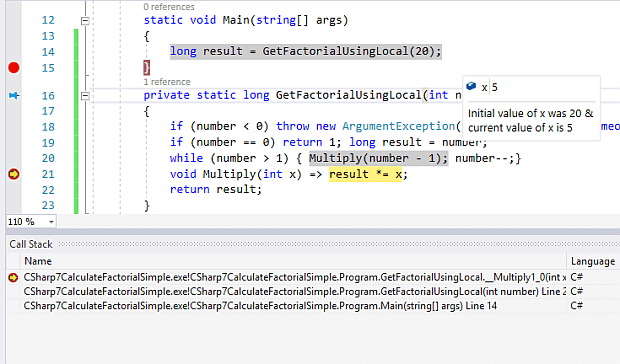 0 references
12 static void Main(string[] args)
13 {
14 long result = GetFactorialUsingLocal(20);
15 }
1 reference
16 private static long GetFactorialUsingLocal(int n
x 5
Initial value of x was 20 &
current value of x is 5
17 {
18 if (number < 0) throw new ArgumentException( meo
19 if (number == 0) return 1; long result = number;
20 while (number > 1) { Multiply(number - 1); number--;}
21 void Multiply(int x) => result *= x;
22 return result;
23 }
110 %
Call Stack
Name Language
CSharp7CalculateFactorialSimple.exe!CSharp7CalculateFactorialSimple.Program.GetFactorialUsingLocal.__Multiply1_0(int x C#
CSharp7CalculateFactorialSimple.exe!CSharp7CalculateFactorialSimple.Program.GetFactorialUsingLocal(int number) Line 2 C#
CSharp7CalculateFactorialSimple.exe!CSharp7CalculateFactorialSimple.Program.Main(string[] args) Line 14 C#